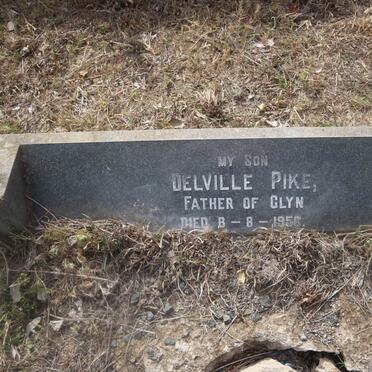 MY SON
DELVILLE PIKE,
FATHER OF GLYN
DIED 8-8-1956